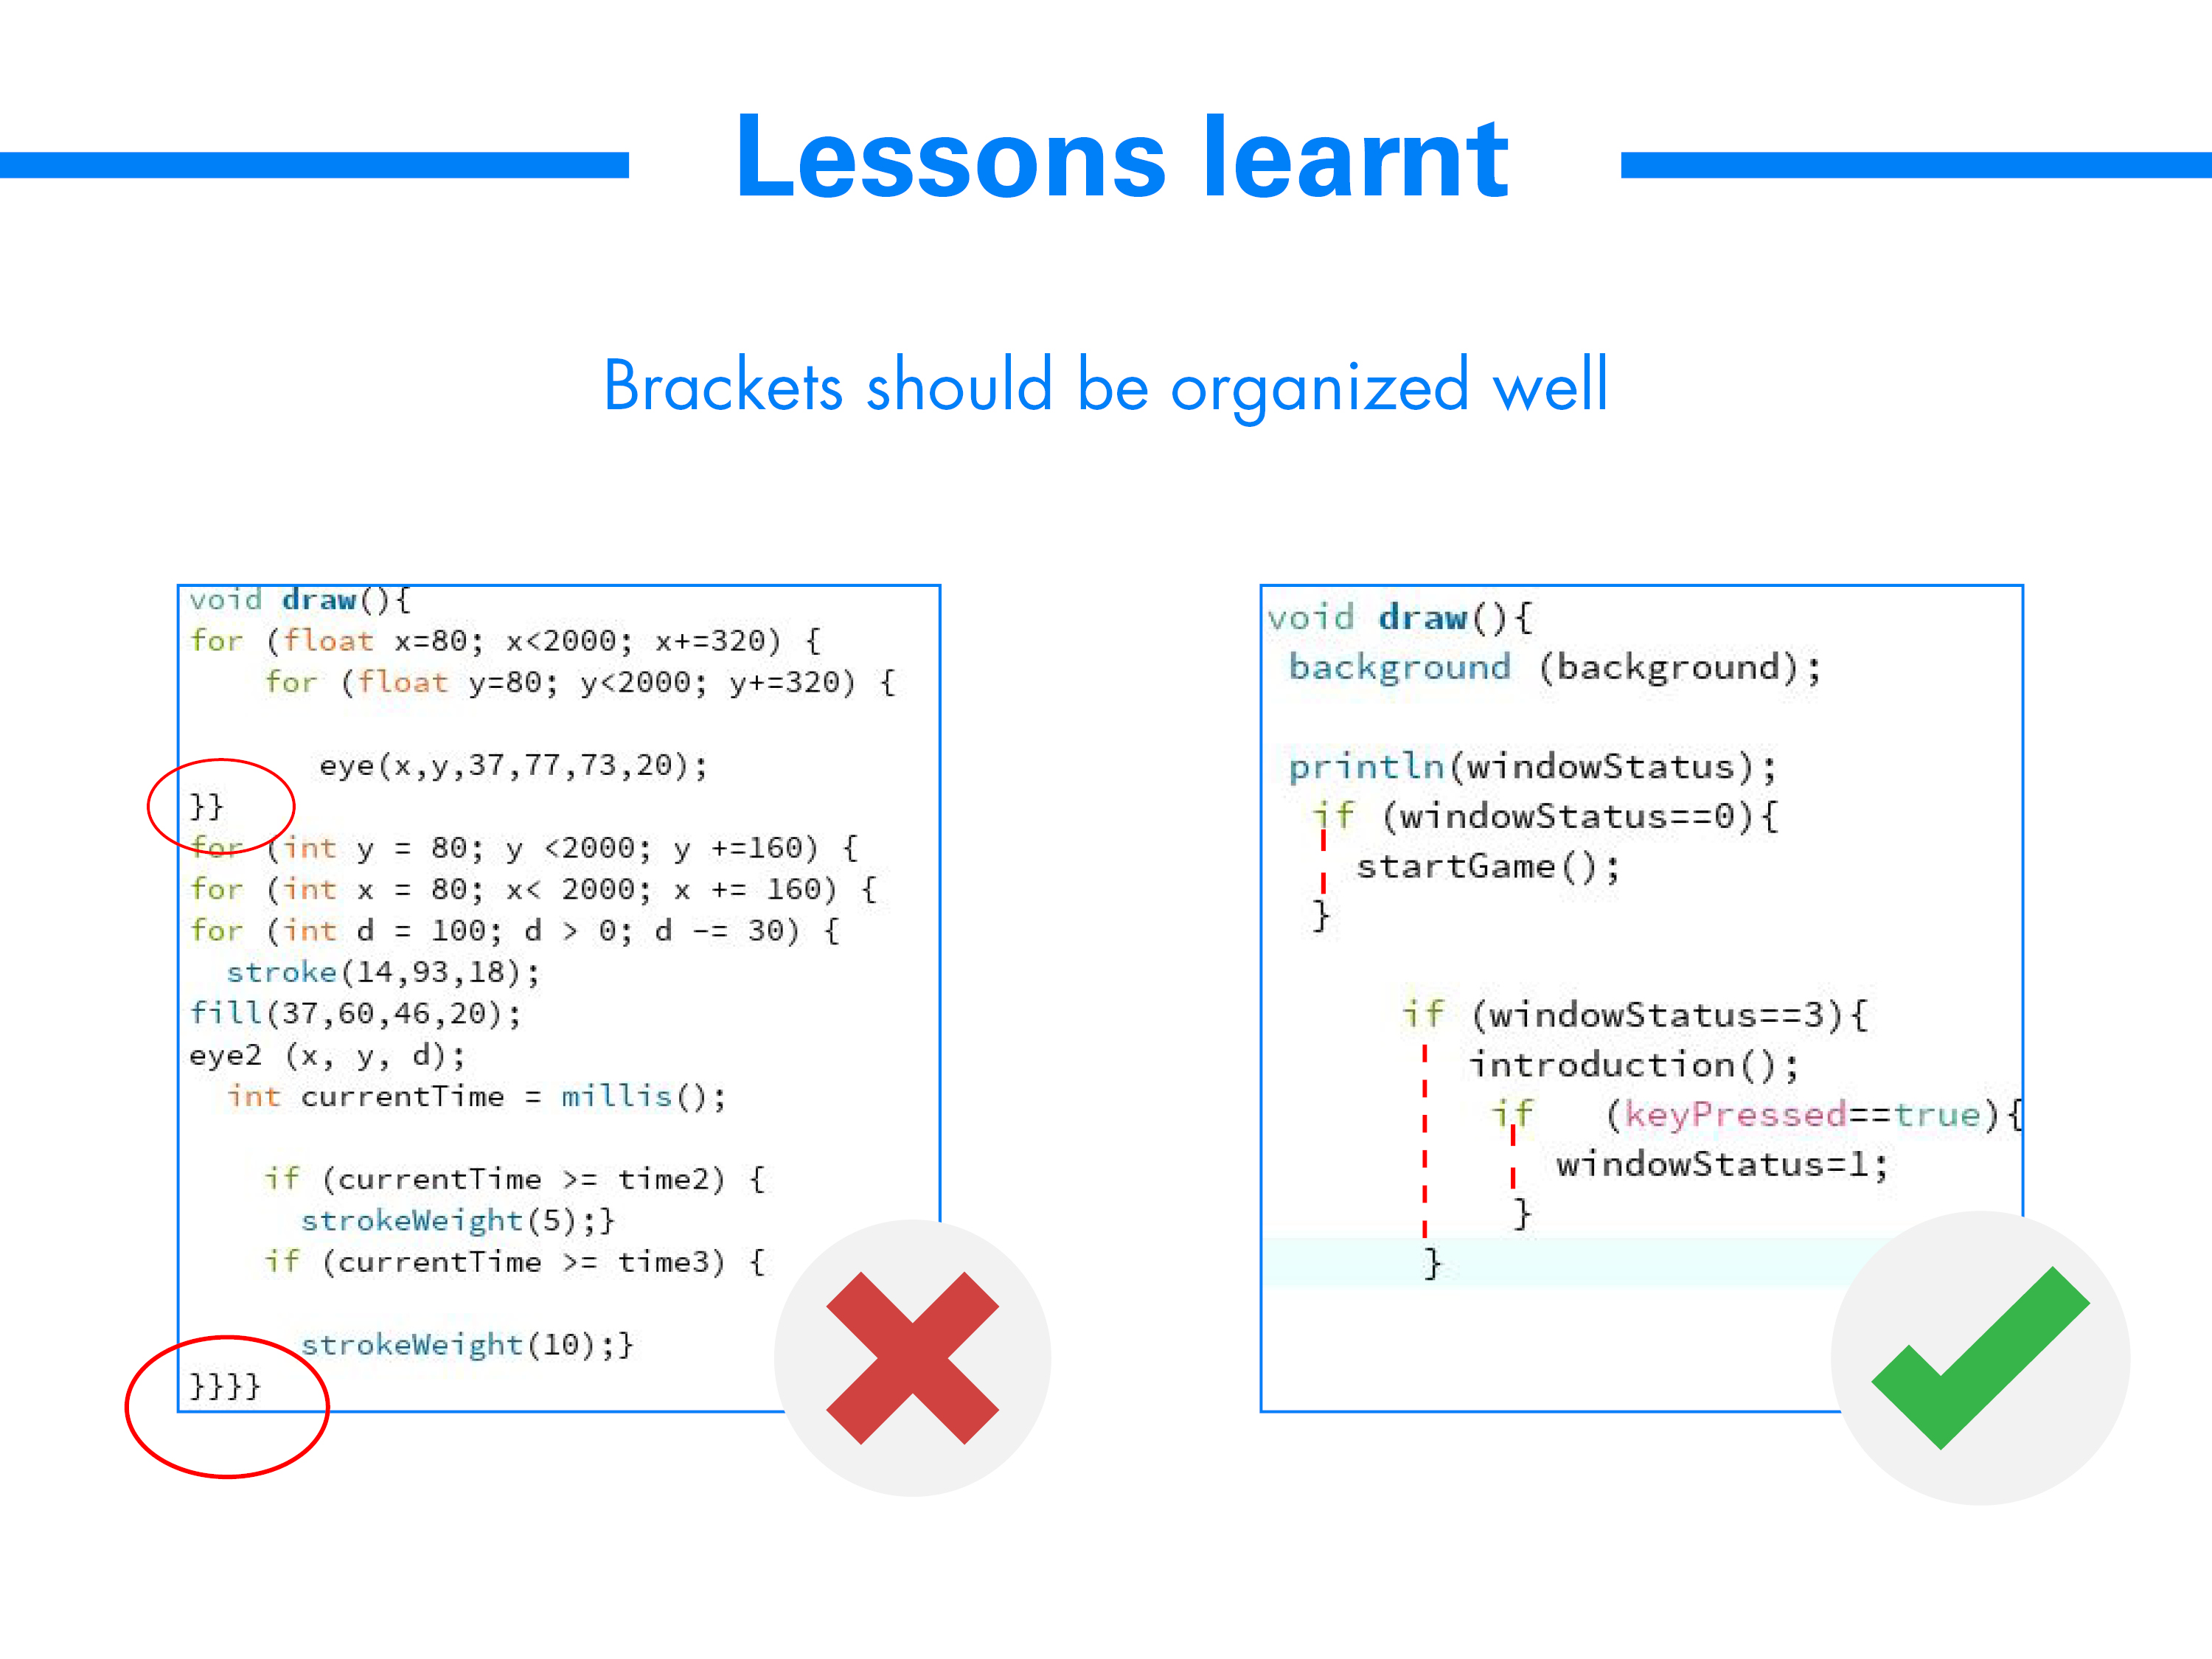 Lessons learnt
Brackets should be organized well
void draw(){
for (float x=80; x<2000; x+=320) {
for (float y=80; y<2000; y+=320) {
eye(x,y,37,77,73,20);
}}
for (int y = 80; y <2000; y +=160) {
for (int x = 80; x< 2000; x += 160) {
for (int d = 100; d > 0; d -= 30) {
stroke(14,93,18);
fill(37,60,46,20);
eye2 (x, y, d);
int currentTime = millis();
if (currentTime >= time2) {
strokeWeight(5);}
if (currentTime >= time3) {
strokeWeight(10);}
}}}}
void draw(){
background (background);
println(windowStatus);
if (windowStatus==0){
startGame();
}
if (windowStatus==3){
introduction();
if (keyPressed==true){
windowStatus=1;
}
}